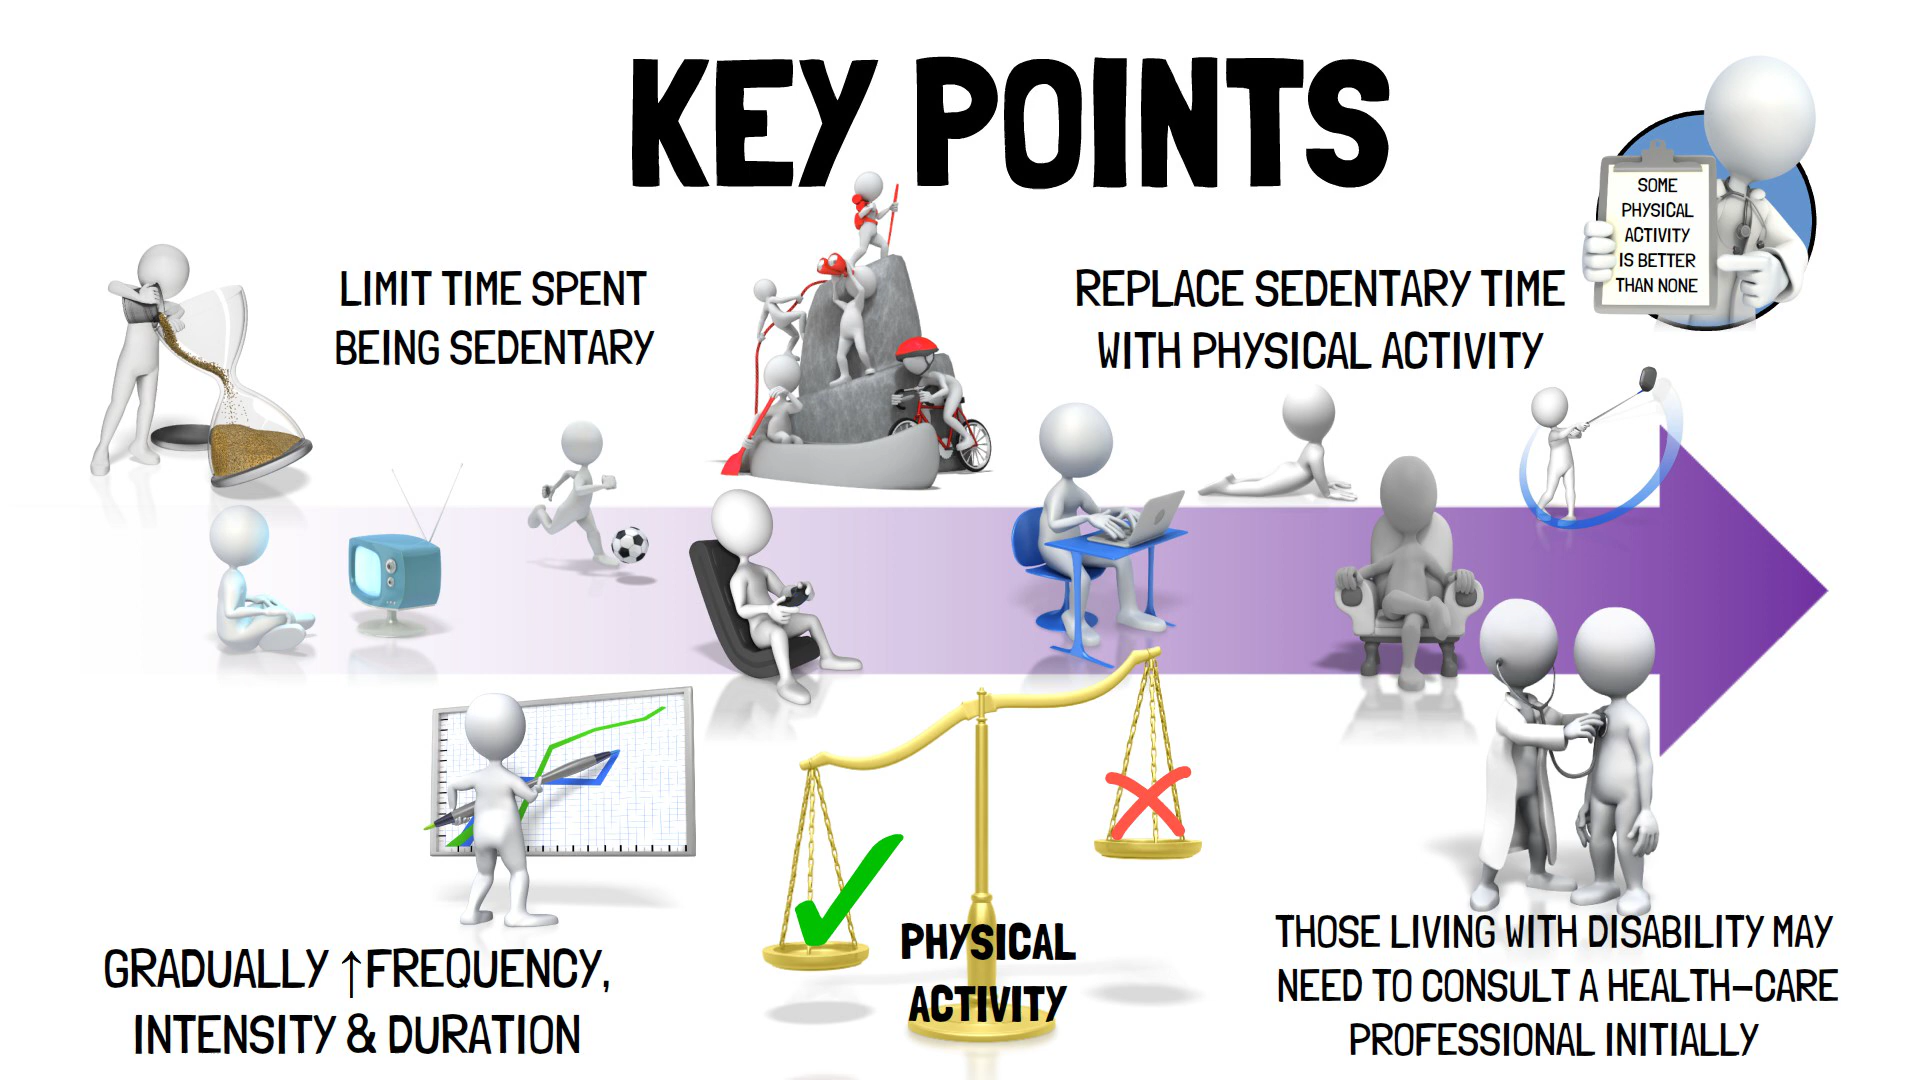 KEY POINTS
SOME
PHYSICAL
ACTIVITY
IS BETTER
THAN NONE
LIMIT TIME SPENT
BEING SEDENTARY
REPLACE SEDENTARY TIME
WITH PHYSICAL ACTIVITY
GRADUALLY ↑FREQUENCY,
INTENSITY & DURATION
PHYSICAL
ACTIVITY
THOSE LIVING WITH DISABILITY MAY
NEED TO CONSULT A HEALTH-CARE
PROFESSIONAL INITIALLY